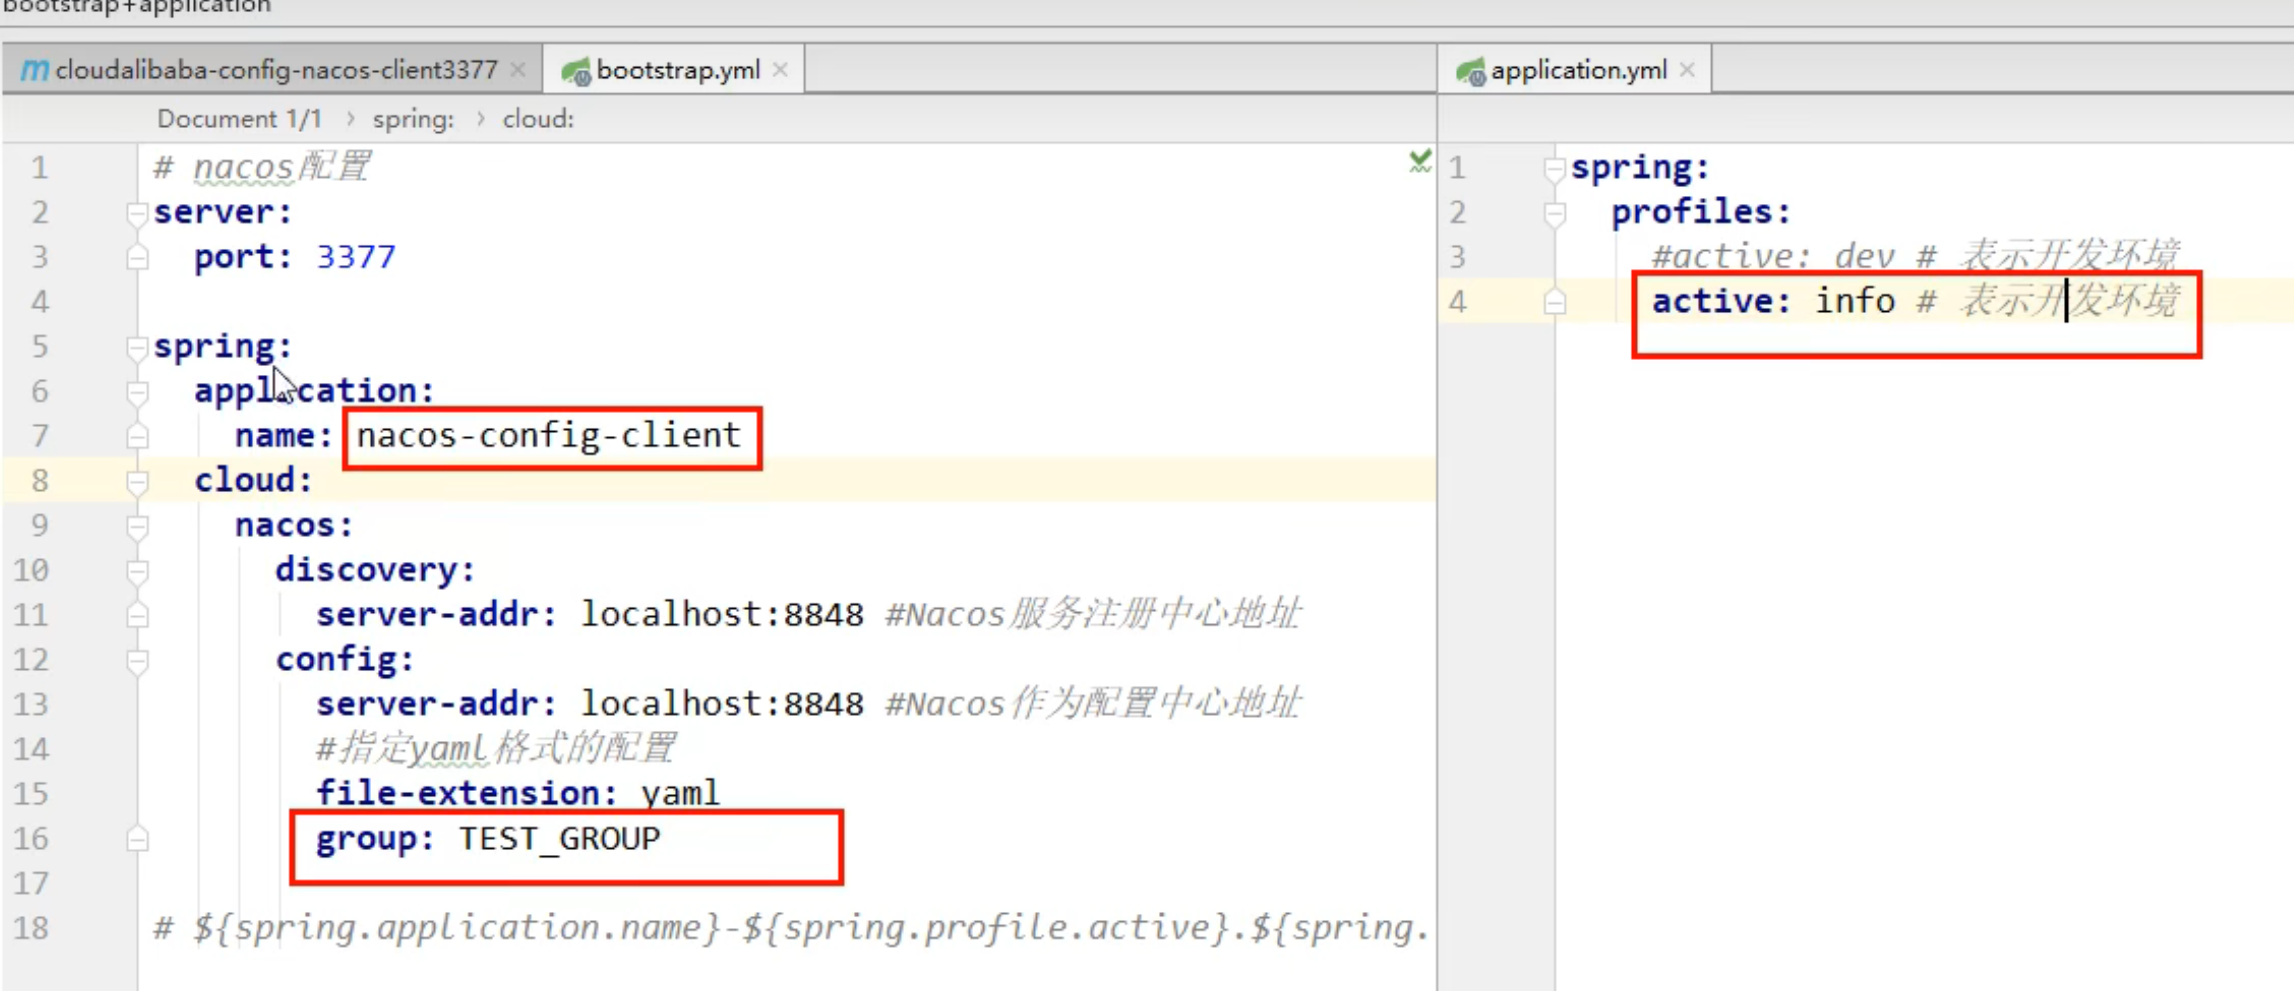 bootstrap+application
cloudalibaba-config-nacos-client3377
bootstrap.yml
Document 1/1 › spring: › cloud:
1 # nacos配置
2 server:
3 port: 3377
4
5 spring:
6 application:
7 name: nacos-config-client
8 cloud:
9 nacos:
10 discovery:
11 server-addr: localhost:8848 #Nacos服务注册中心地址
12 config:
13 server-addr: localhost:8848 #Nacos作为配置中心地址
14 #指定yaml格式的配置
15 file-extension: yaml
16 group: TEST_GROUP
17
18 # ${spring.application.name}-${spring.profile.active}.${spring.
application.yml
1 spring:
2 profiles:
3 #active: dev # 表示开发环境
4 active: info # 表示开发环境